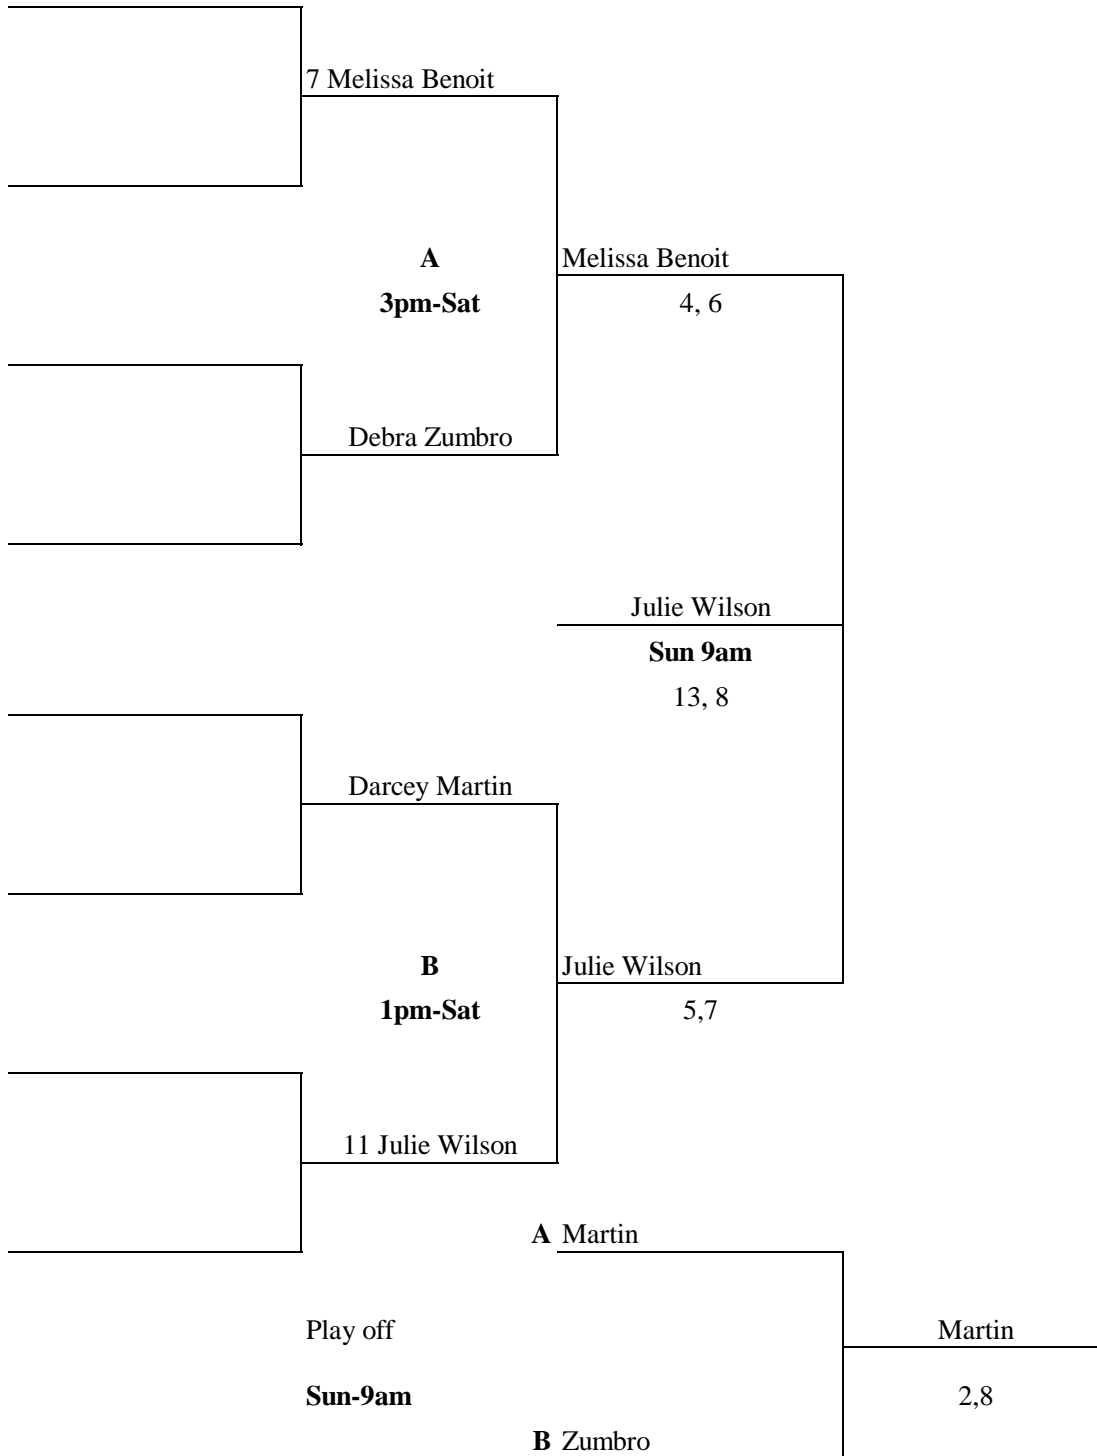 7 Melissa Benoit
A
Melissa Benoit
3pm-Sat
4, 6
Debra Zumbro
Julie Wilson
Sun 9am
13, 8
Darcey Martin
B
Julie Wilson
1pm-Sat
5,7
11 Julie Wilson
A Martin
Play off
Martin
Sun-9am
2,8
B Zumbro